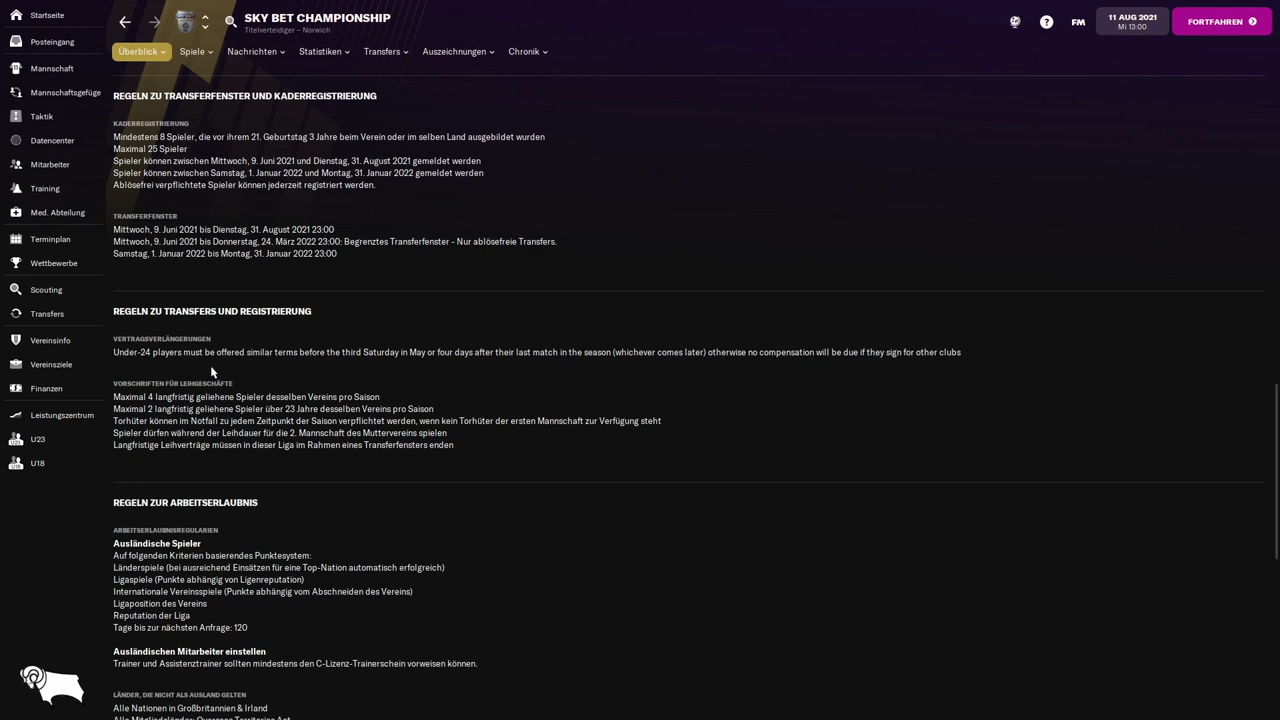 Startseite
Posteingang
Mannschaft
Mannschaftsgefüge
Taktik
Datencenter
Mitarbeiter
Training
Med. Abteilung
Terminplan
Wettbewerbe
Scouting
Transfers
Vereinsinfo
Vereinsziele
Finanzen
Leistungszentrum
U23
U18
SKY BET CHAMPIONSHIP
Titelverteidiger - Norwich
? FM
11 AUG 2021
Mi 13:00
FORTFAHREN
Überblick Spiele Nachrichten Statistiken Transfers Auszeichnungen Chronik
REGELN ZU TRANSFERFENSTER UND KADERREGISTRIERUNG
KADERREGISTRIERUNG
Mindestens 8 Spieler, die vor ihrem 21. Geburtstag 3 Jahre beim Verein oder im selben Land ausgebildet wurden
Maximal 25 Spieler
Spieler können zwischen Mittwoch, 9. Juni 2021 und Dienstag, 31. August 2021 gemeldet werden
Spieler können zwischen Samstag, 1. Januar 2022 und Montag, 31. Januar 2022 gemeldet werden
Ablösefrei verpflichtete Spieler können jederzeit registriert werden.
TRANSFERFENSTER
Mittwoch, 9. Juni 2021 bis Dienstag, 31. August 2021 23:00
Mittwoch, 9. Juni 2021 bis Donnerstag, 24. März 2022 23:00: Begrenztes Transferfenster - Nur ablösefreie Transfers.
Samstag, 1. Januar 2022 bis Montag, 31. Januar 2022 23:00
REGELN ZU TRANSFERS UND REGISTRIERUNG
VERTRAGSVERLÄNGERUNGEN
Under-24 players must be offered similar terms before the third Saturday in May or four days after their last match in the season (whichever comes later) otherwise no compensation will be due if they sign for other clubs
VORSCHRIFTEN FÜR LEIHGESCHÄFTE
Maximal 4 langfristig geliehene Spieler desselben Vereins pro Saison
Maximal 2 langfristig geliehene Spieler über 23 Jahre desselben Vereins pro Saison
Torhüter können im Notfall zu jedem Zeitpunkt der Saison verpflichtet werden, wenn kein Torhüter der ersten Mannschaft zur Verfügung steht
Spieler dürfen während der Leihdauer für die 2. Mannschaft des Muttervereins spielen
Langfristige Leihverträge müssen in dieser Liga im Rahmen eines Transferfensters enden
REGELN ZUR ARBEITSERLAUBNIS
ARBEITSERLAUBNISREGULARIEN
Ausländische Spieler
Auf folgenden Kriterien basierendes Punktesystem:
Länderspiele (bei ausreichend Einsätzen für eine Top-Nation automatisch erfolgreich)
Ligaspiele (Punkte abhängig von Ligenreputation)
Internationale Vereinsspiele (Punkte abhängig vom Abschneiden des Vereins)
Ligaposition des Vereins
Reputation der Liga
Tage bis zur nächsten Anfrage: 120
Ausländischen Mitarbeiter einstellen
Trainer und Assistenztrainer sollten mindestens den C-Lizenz-Trainerschein vorweisen können.
LÄNDER, DIE NICHT ALS AUSLAND GELTEN
Alle Nationen in Großbritannien & Irland
Alle Mitgliedsländer: Overseas Territories Act